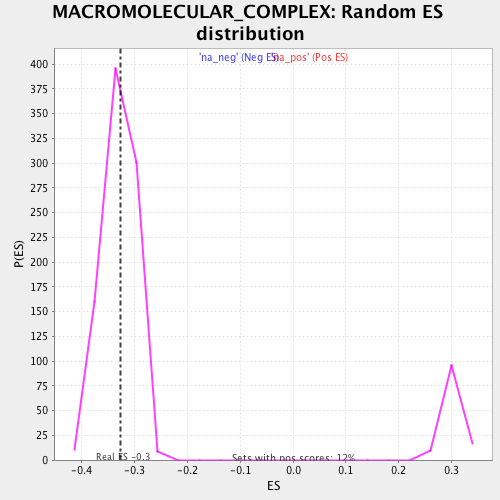 MACROMOLECULAR_COMPLEX: Random ES
distribution
'na_neg' (Neg ES) 'na_pos' (Pos ES)
400
375
350
325
300
275
250
225
200
175
150
125
100
75
50
25
0
P(ES)
Real ES -0.3
Sets with pos scores: 12%
-0.4 -0.3 -0.2 -0.1 0.0 0.1 0.2 0.3
ES